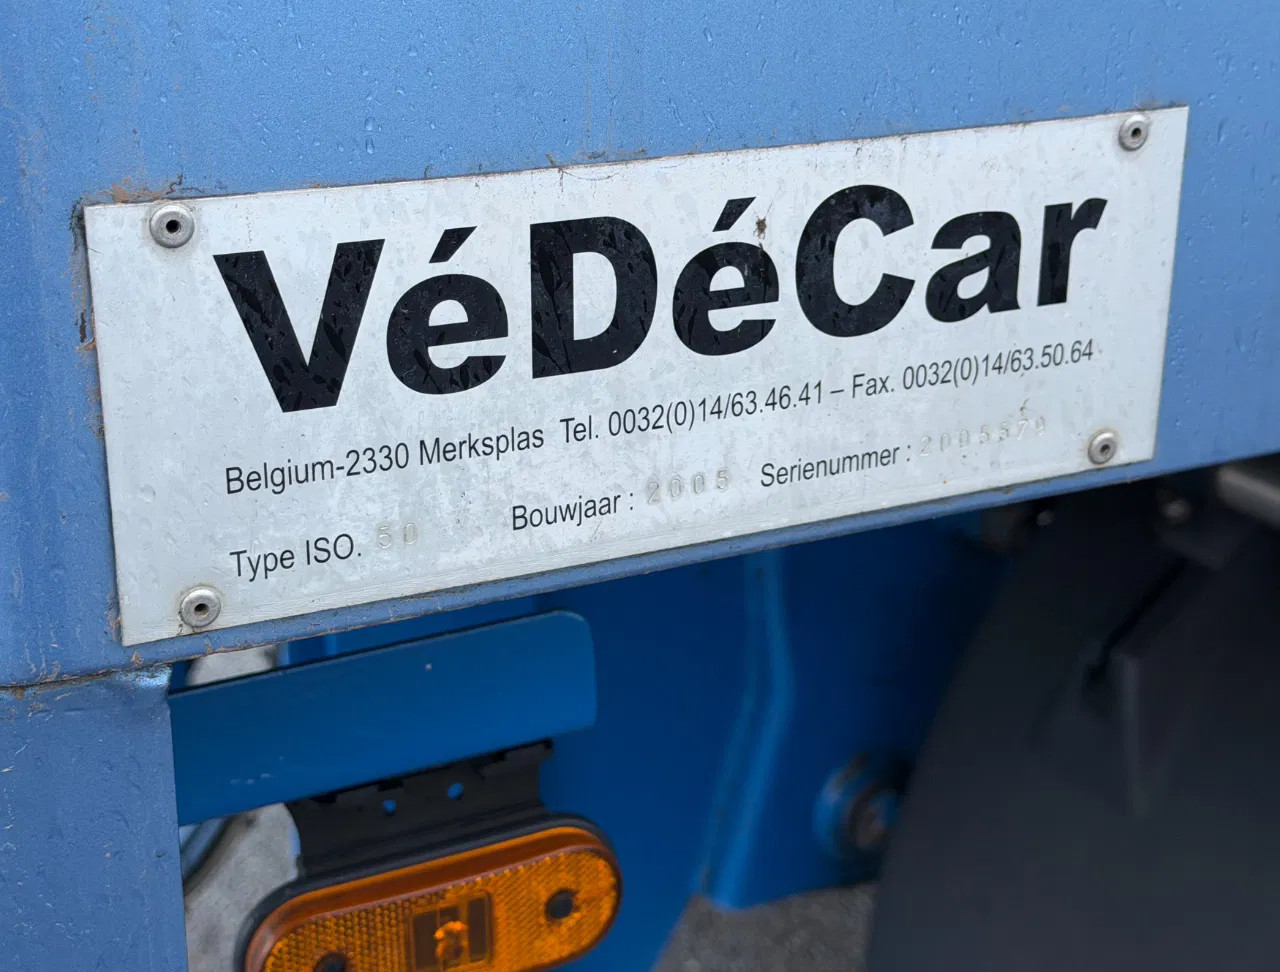 VéDéCar
Belgium-2330 Merksplas Tel. 0032(0)14/63.46.41 – Fax. 0032(0)14/63.50.64
Type ISO. 50 Bouwjaar : 2005 Serienummer :